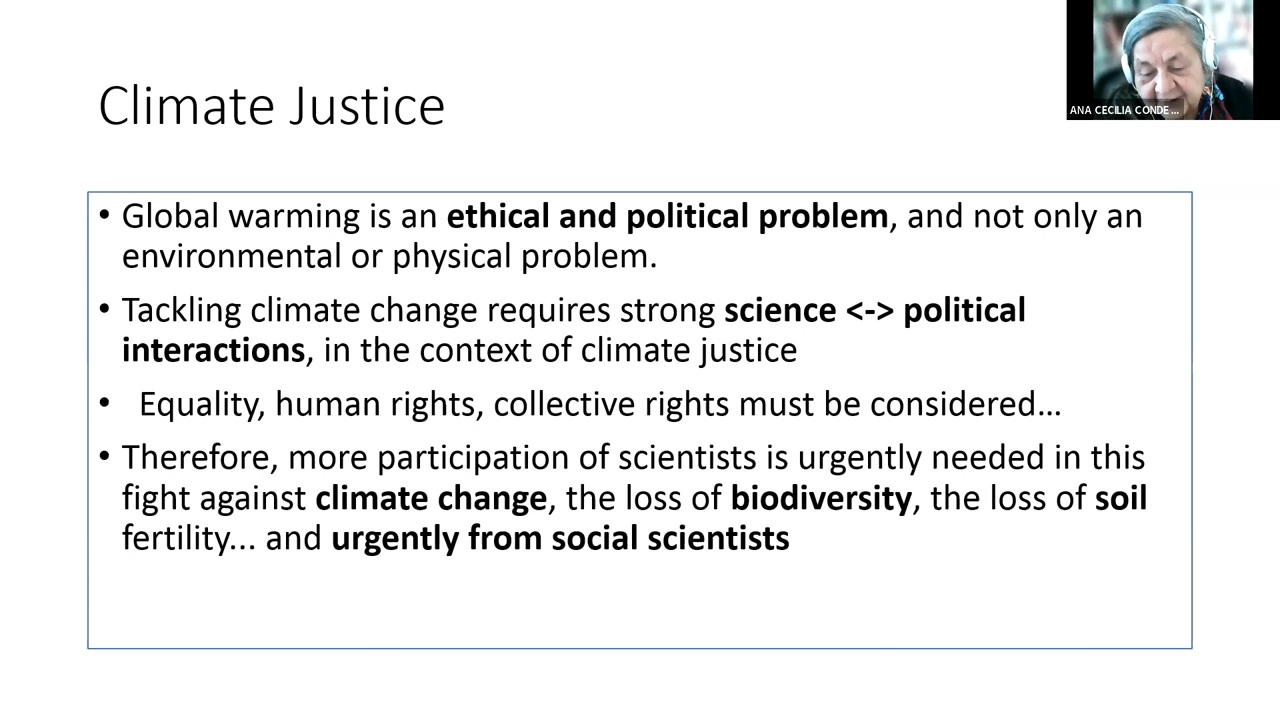 Climate Justice
ANA CECILIA CONDE ...
• Global warming is an ethical and political problem, and not only an
environmental or physical problem.
• Tackling climate change requires strong science <-> political
interactions, in the context of climate justice
• Equality, human rights, collective rights must be considered…
• Therefore, more participation of scientists is urgently needed in this
fight against climate change, the loss of biodiversity, the loss of soil
fertility... and urgently from social scientists